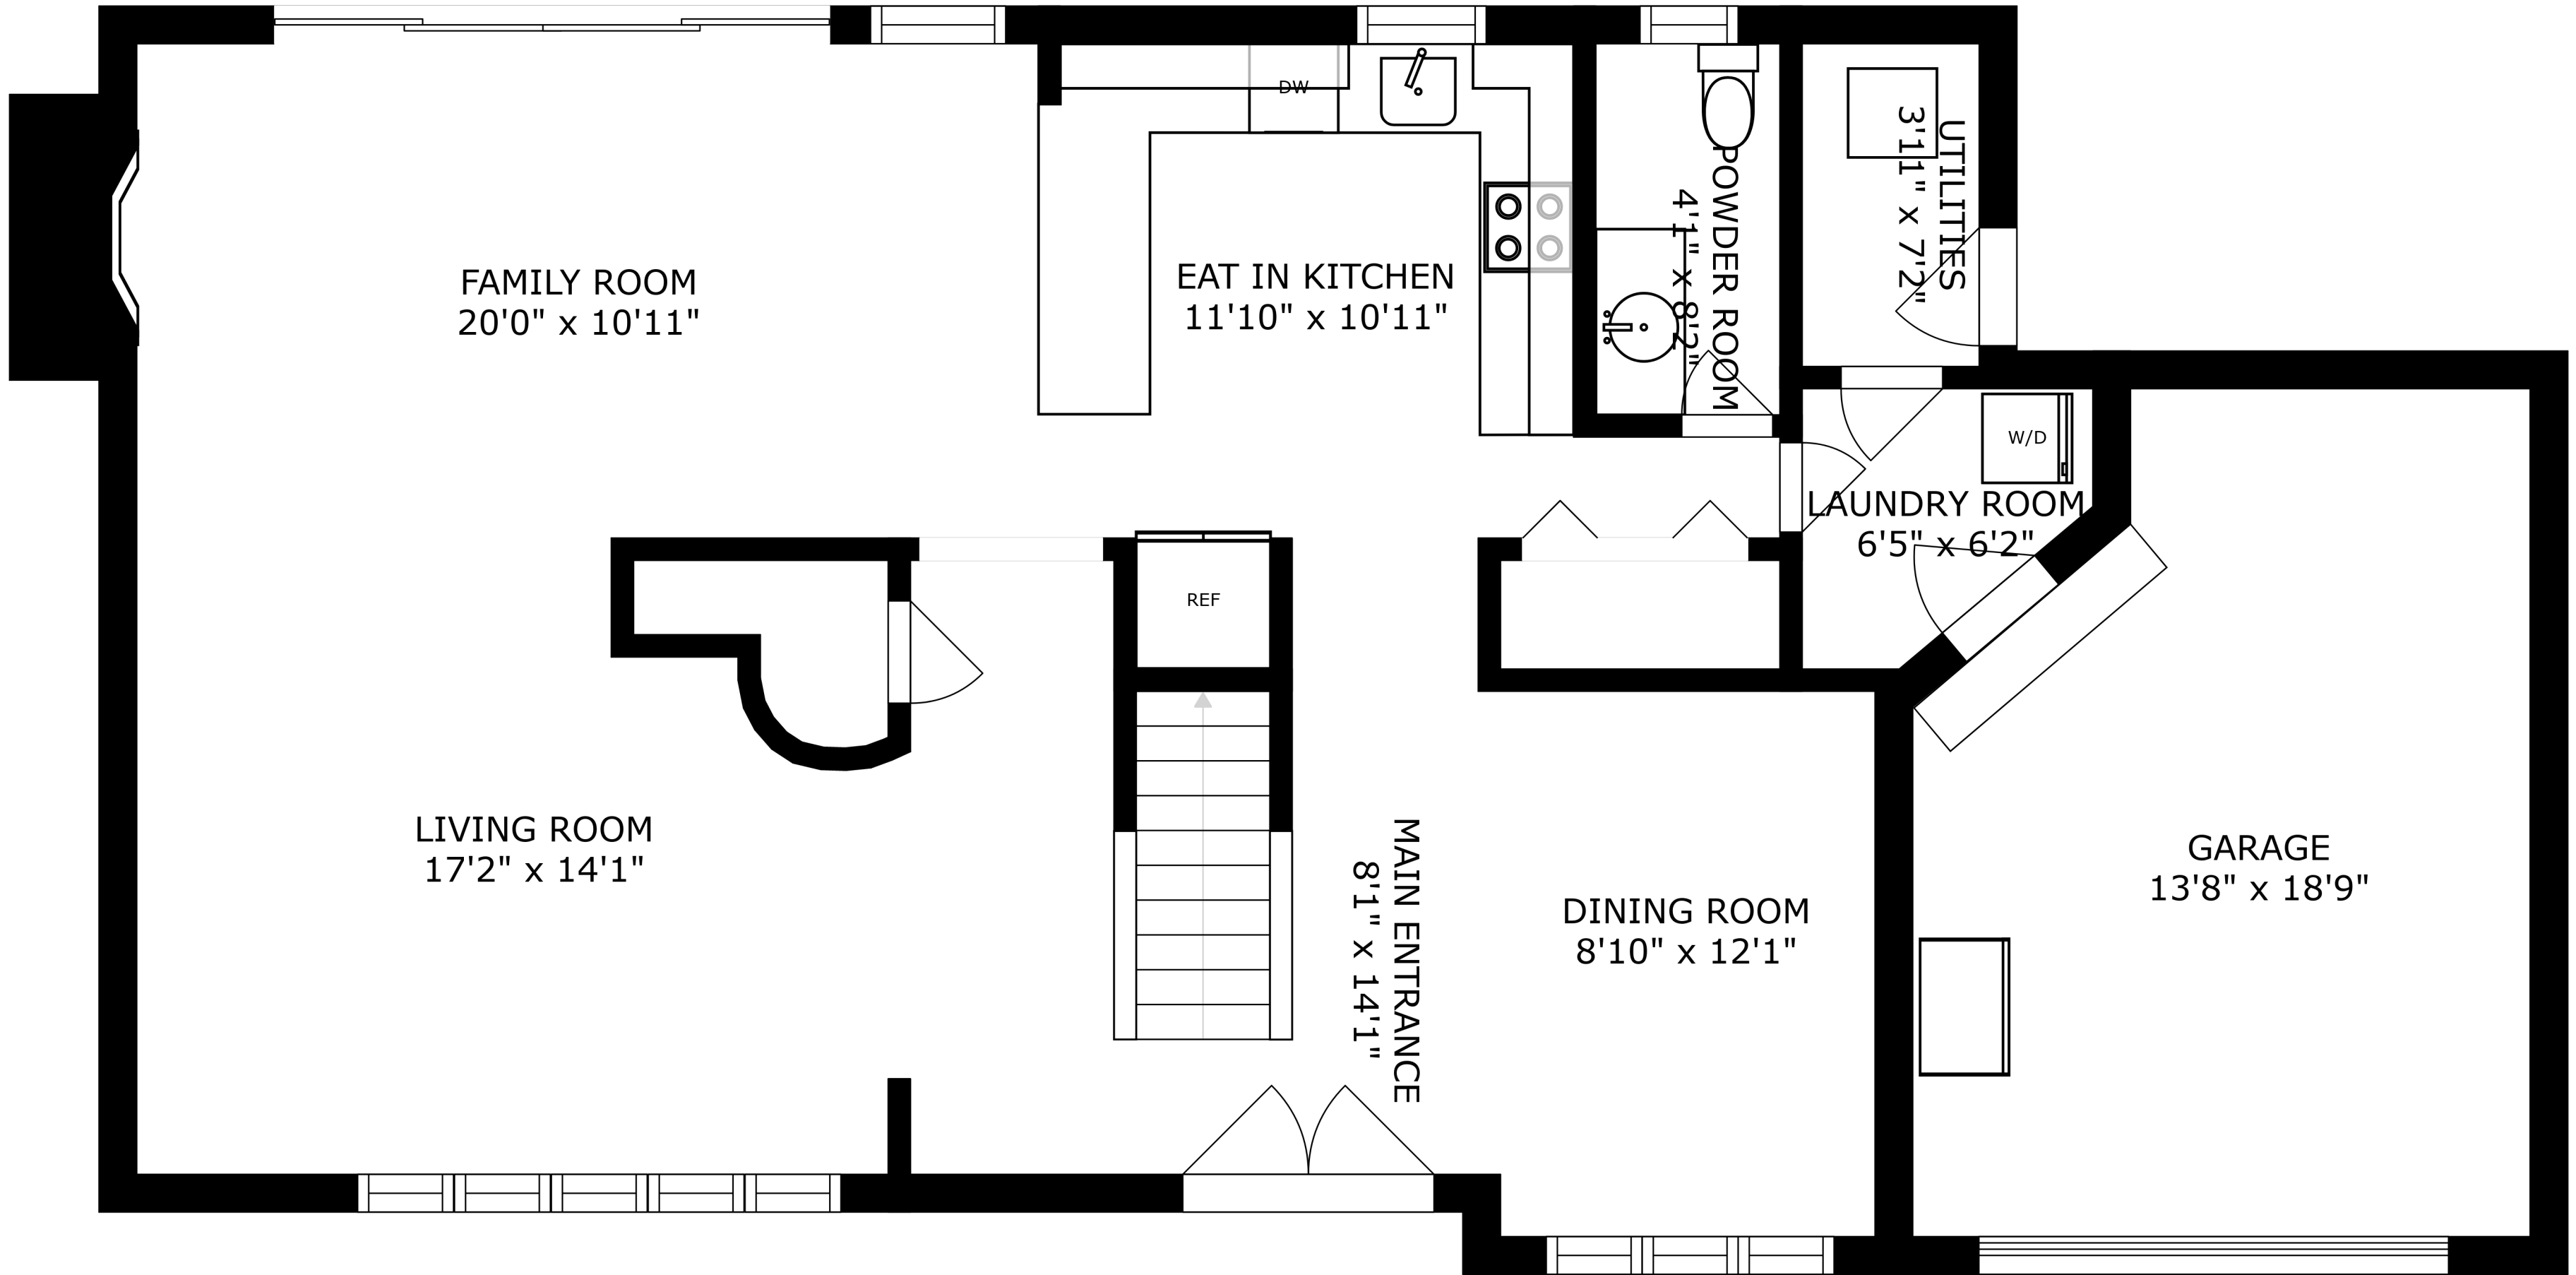 DW
FAMILY ROOM
20'0" x 10'11"
EAT IN KITCHEN
11'10" x 10'11"
POWDER ROOM
4'1" x 8'2"
UTILITIES
3'11" x 7'2"
W/D
LAUNDRY ROOM
6'5" x 6'2"
REF
LIVING ROOM
17'2" x 14'1"
MAIN ENTRANCE
8'1" x 14'1"
DINING ROOM
8'10" x 12'1"
GARAGE
13'8" x 18'9"